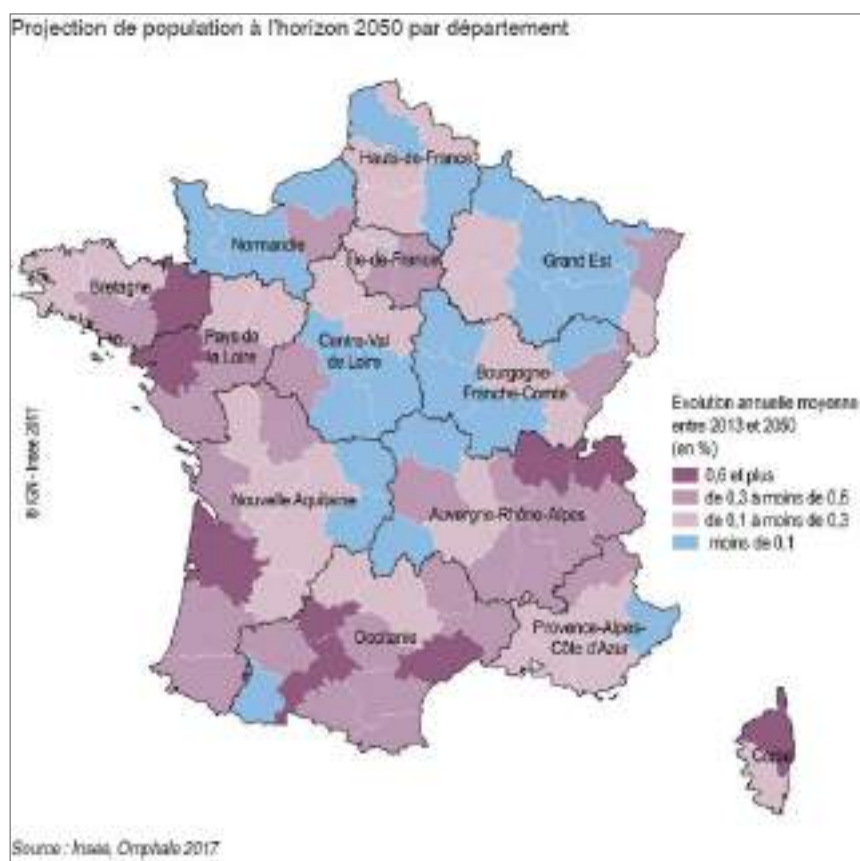 Projection de population à l'horizon 2050 par département
Hauts-de-France
Normandie
Île-de-France
Grand Est
Bretagne
Pays de
la Loire
Centre-Val
de Loire
Bourgogne-
Franche-Comté
Evolution annuelle moyenne
entre 2013 et 2050
(en %)
0,6 et plus
de 0,3 à moins de 0,6
de 0,1 à moins de 0,3
moins de 0,1
© IGN - Insee 2017
Nouvelle Aquitaine
Auvergne-Rhône-Alpes
Occitanie
Provence-Alpes-
Côte d'Azur
Corse
Source : Insee, Omphale 2017